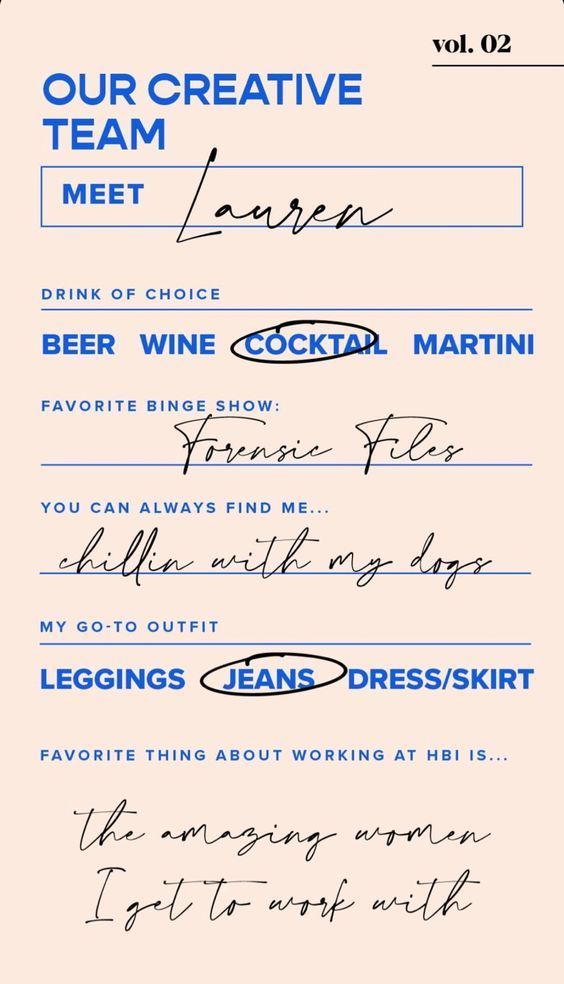 vol. 02
OUR CREATIVE
TEAM
MEET Lauren
DRINK OF CHOICE
BEER WINE COCKTAIL MARTINI
FAVORITE BINGE SHOW:
Forensic Files
YOU CAN ALWAYS FIND ME...
chillin with my dogs
MY GO-TO OUTFIT
LEGGINGS JEANS DRESS/SKIRT
FAVORITE THING ABOUT WORKING AT HBI IS...
the amazing women
I get to work with